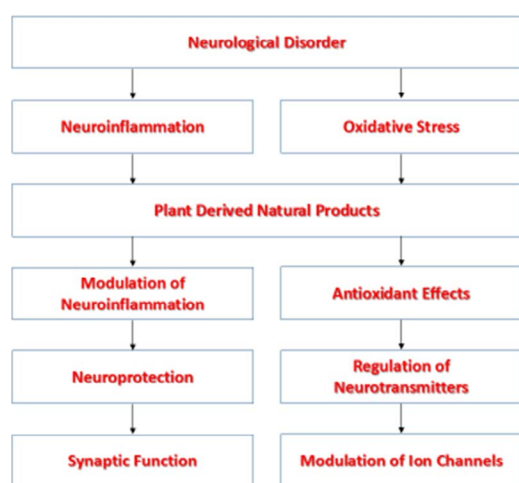 Neurological Disorder
Neuroinflammation
Oxidative Stress
Plant Derived Natural Products
Modulation of
Neuroinflammation
Antioxidant Effects
Neuroprotection
Regulation of
Neurotransmitters
Synaptic Function
Modulation of Ion Channels